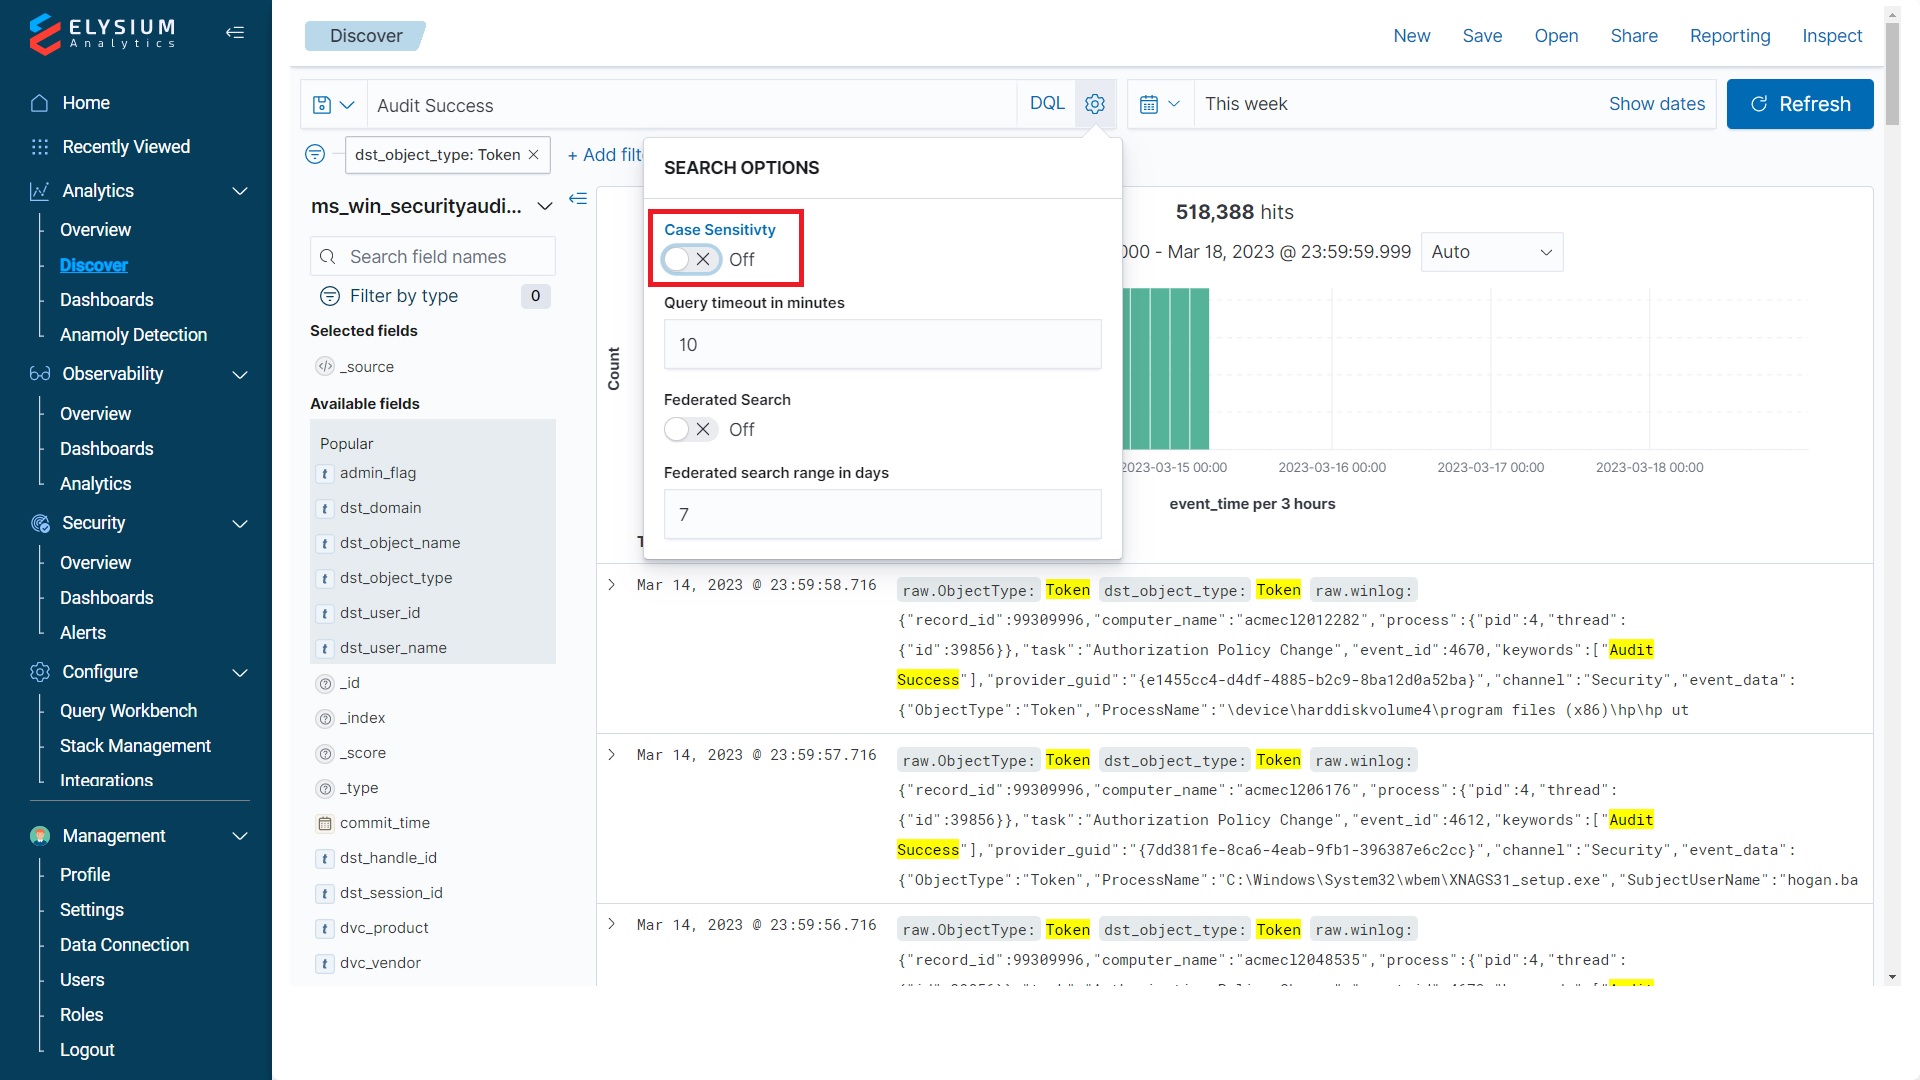 ELYSIUM
Analytics
Home
Recently Viewed
Analytics
Overview
Discover
Dashboards
Anamoly Detection
Observability
Overview
Dashboards
Analytics
Security
Overview
Dashboards
Alerts
Configure
Query Workbench
Stack Management
Integrations
Management
Profile
Settings
Data Connection
Users
Roles
Logout
Discover
New Save Open Share Reporting Inspect
Audit Success
DQL
This week
Show dates
Refresh
dst_object_type: Token
+ Add filt
ms_win_securityaudi...
Search field names
Filter by type 0
Selected fields
_source
Available fields
Popular
t admin_flag
t dst_domain
t dst_object_name
t dst_object_type
t dst_user_id
t dst_user_name
_id
_index
_score
_type
commit_time
t dst_handle_id
t dst_session_id
t dvc_product
t dvc_vendor
SEARCH OPTIONS
Case Sensitivty
Off
Query timeout in minutes
10
Federated Search
Off
Federated search range in days
7
518,388 hits
000 - Mar 18, 2023 @ 23:59:59.999
Auto
Count
2023-03-15 00:00 2023-03-16 00:00 2023-03-17 00:00 2023-03-18 00:00
event_time per 3 hours
Mar 14, 2023 @ 23:59:58.716
raw.ObjectType: Token dst_object_type: Token raw.winlog:
{"record_id":99309996,"computer_name":"acmecl2012282","process":{"pid":4,"thread":
{"id":39856}},"task":"Authorization Policy Change","event_id":4670,"keywords":["Audit
Success"],"provider_guid":"{e1455cc4-d4df-4885-b2c9-8ba12d0a52ba}","channel":"Security","event_data":
{"ObjectType":"Token","ProcessName":"\device\harddiskvolume4\program files (x86)\hp\hp ut
Mar 14, 2023 @ 23:59:57.716
raw.ObjectType: Token dst_object_type: Token raw.winlog:
{"record_id":99309996,"computer_name":"acmecl206176","process":{"pid":4,"thread":
{"id":39856}},"task":"Authorization Policy Change","event_id":4612,"keywords":["Audit
Success"],"provider_guid":"{7dd381fe-8ca6-4eab-9fb1-396387e6c2cc}","channel":"Security","event_data":
{"ObjectType":"Token","ProcessName":"C:\Windows\System32\wbem\XNAGS31_setup.exe","SubjectUserName":"hogan.ba
Mar 14, 2023 @ 23:59:56.716
raw.ObjectType: Token dst_object_type: Token raw.winlog:
{"record_id":99309996,"computer_name":"acmecl2048535","process":{"pid":4,"thread":